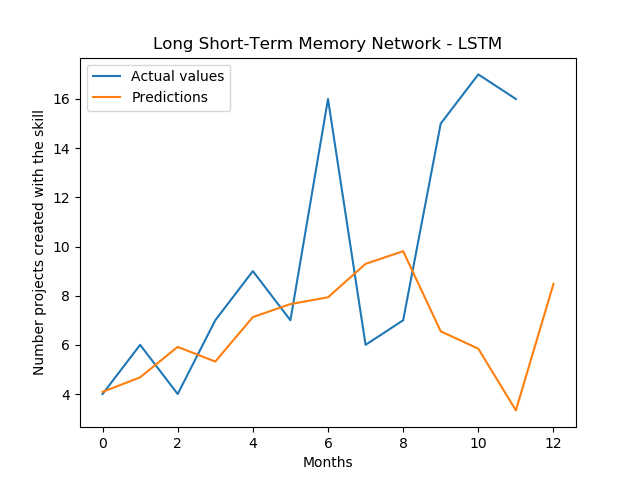 Long Short-Term Memory Network - LSTM
Actual values
Predictions
Number projects created with the skill
16
14
12
10
8
6
4
0 2 4 6 8 10 12
Months